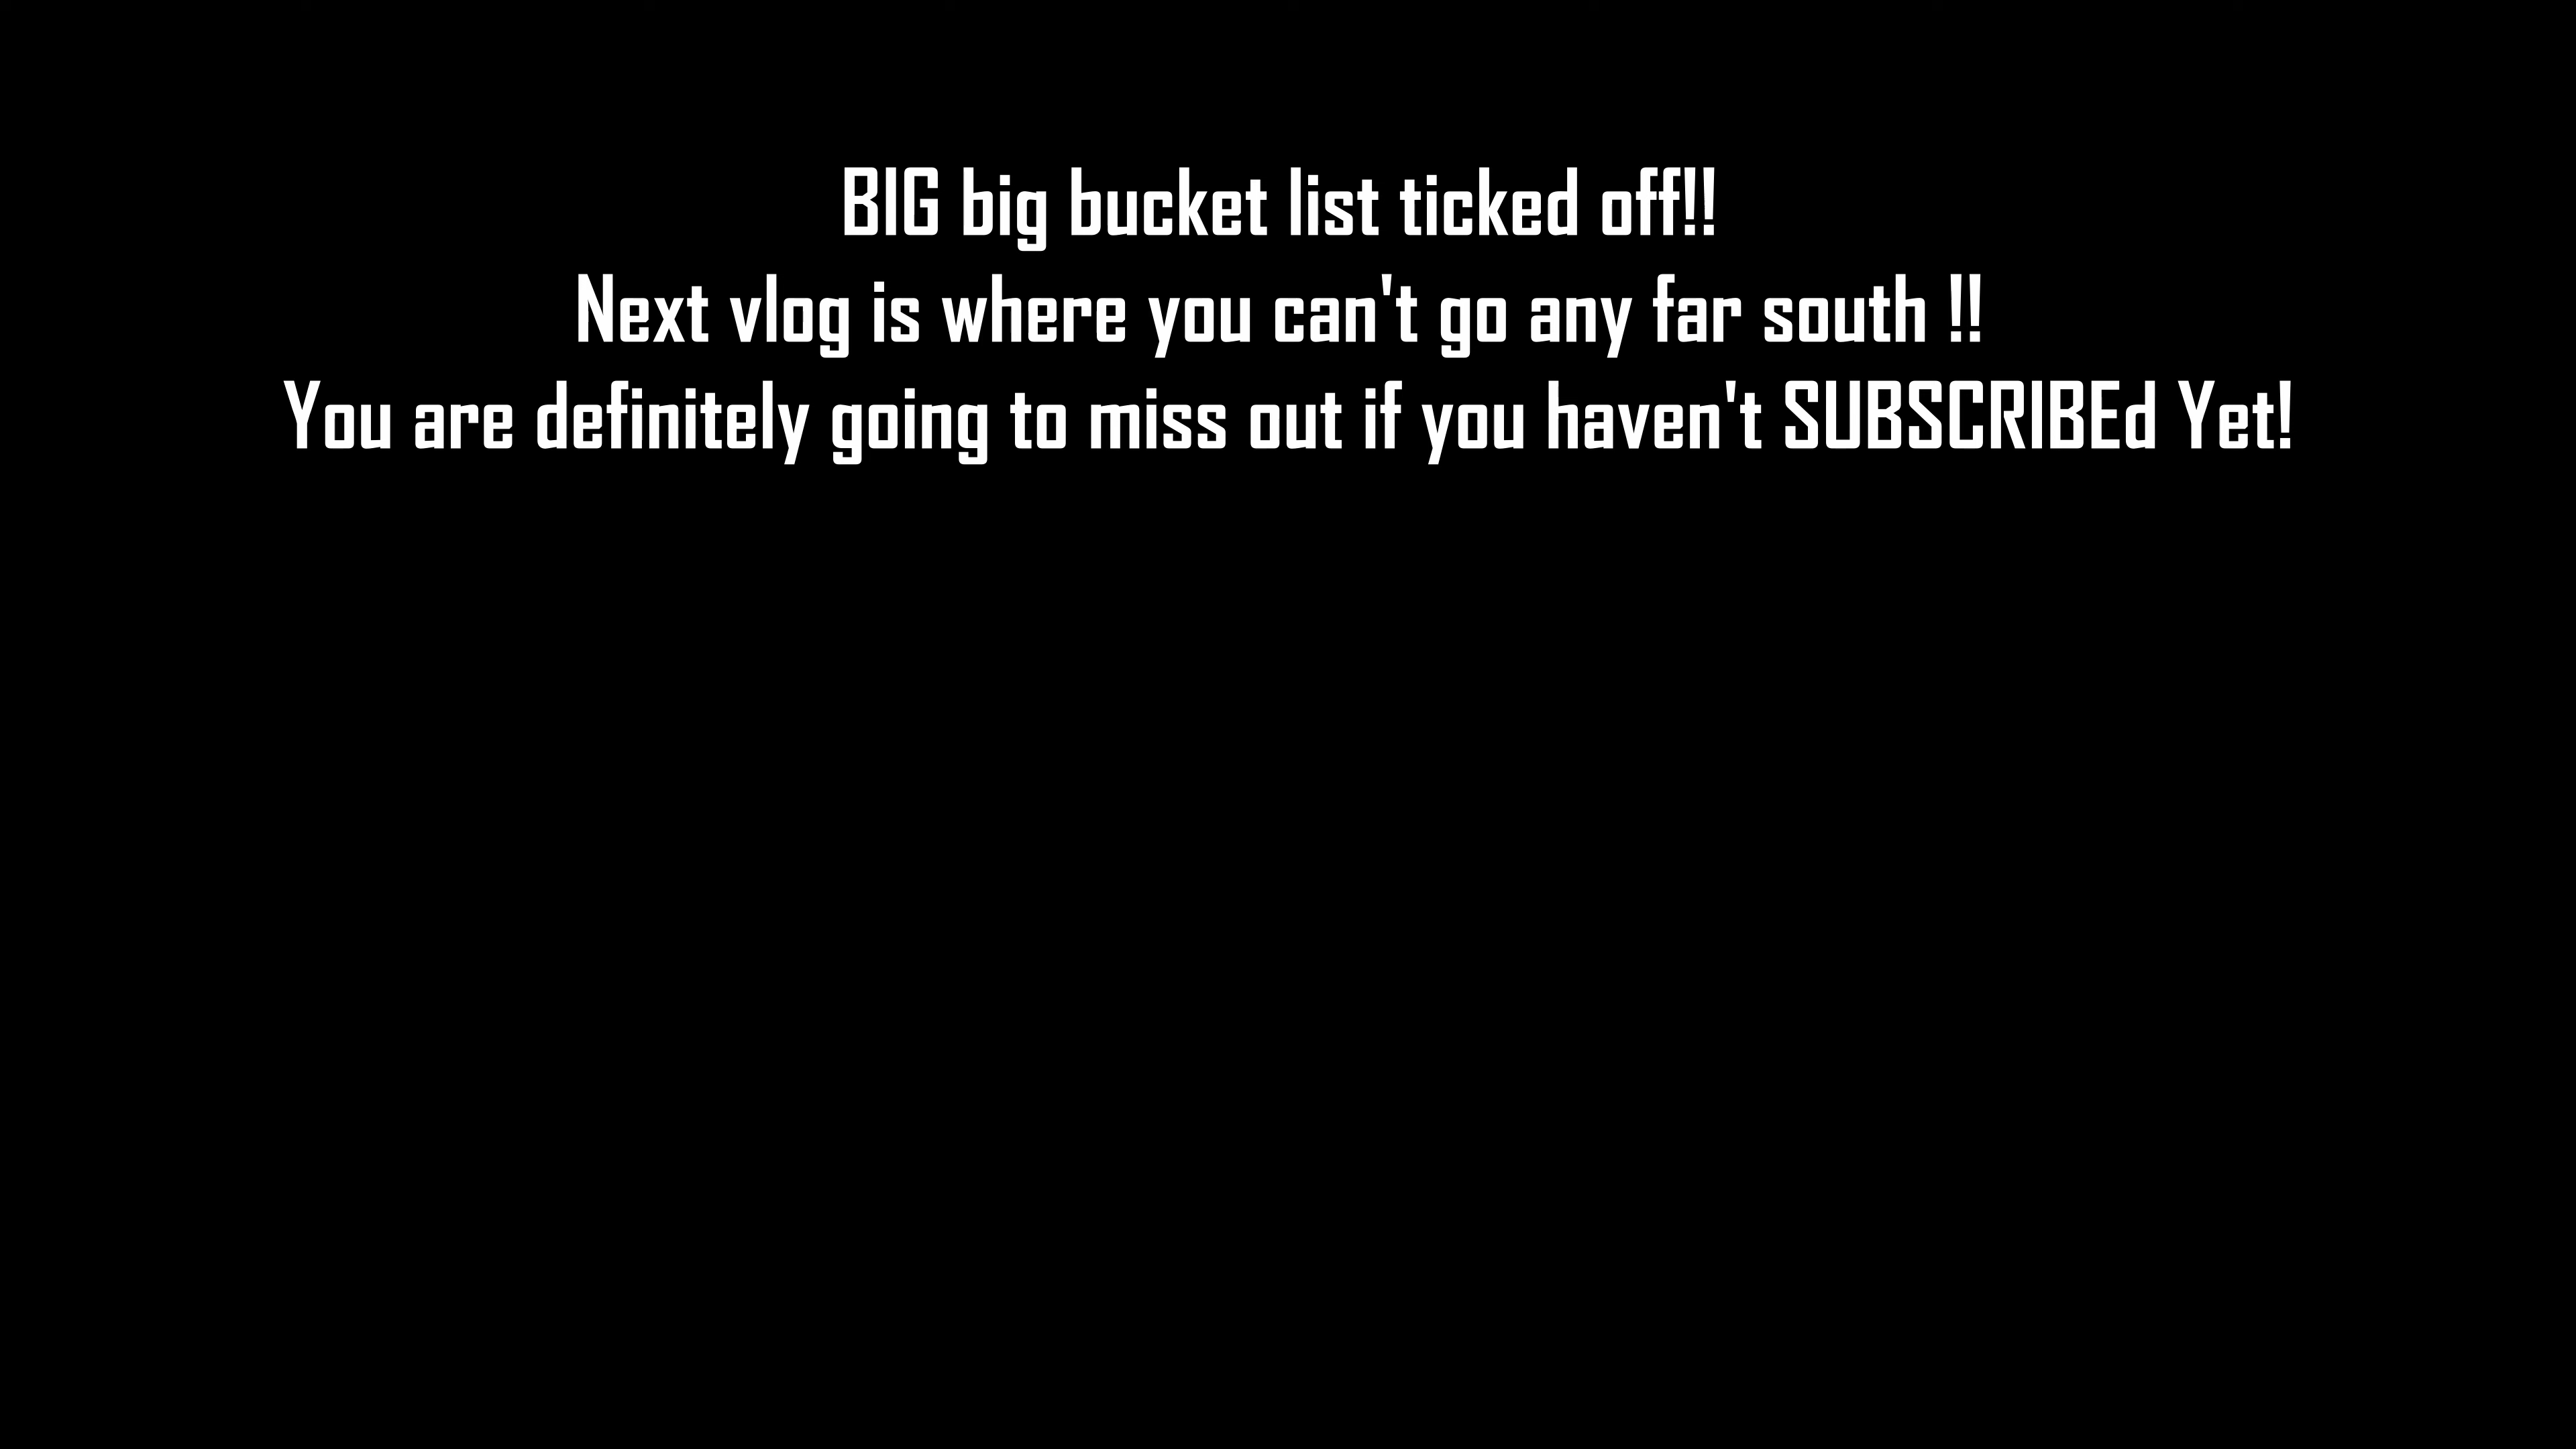 BIG big bucket list ticked off!!
Next vlog is where you can't go any far south !!
You are definitely going to miss out if you haven't SUBSCRIBEd Yet!